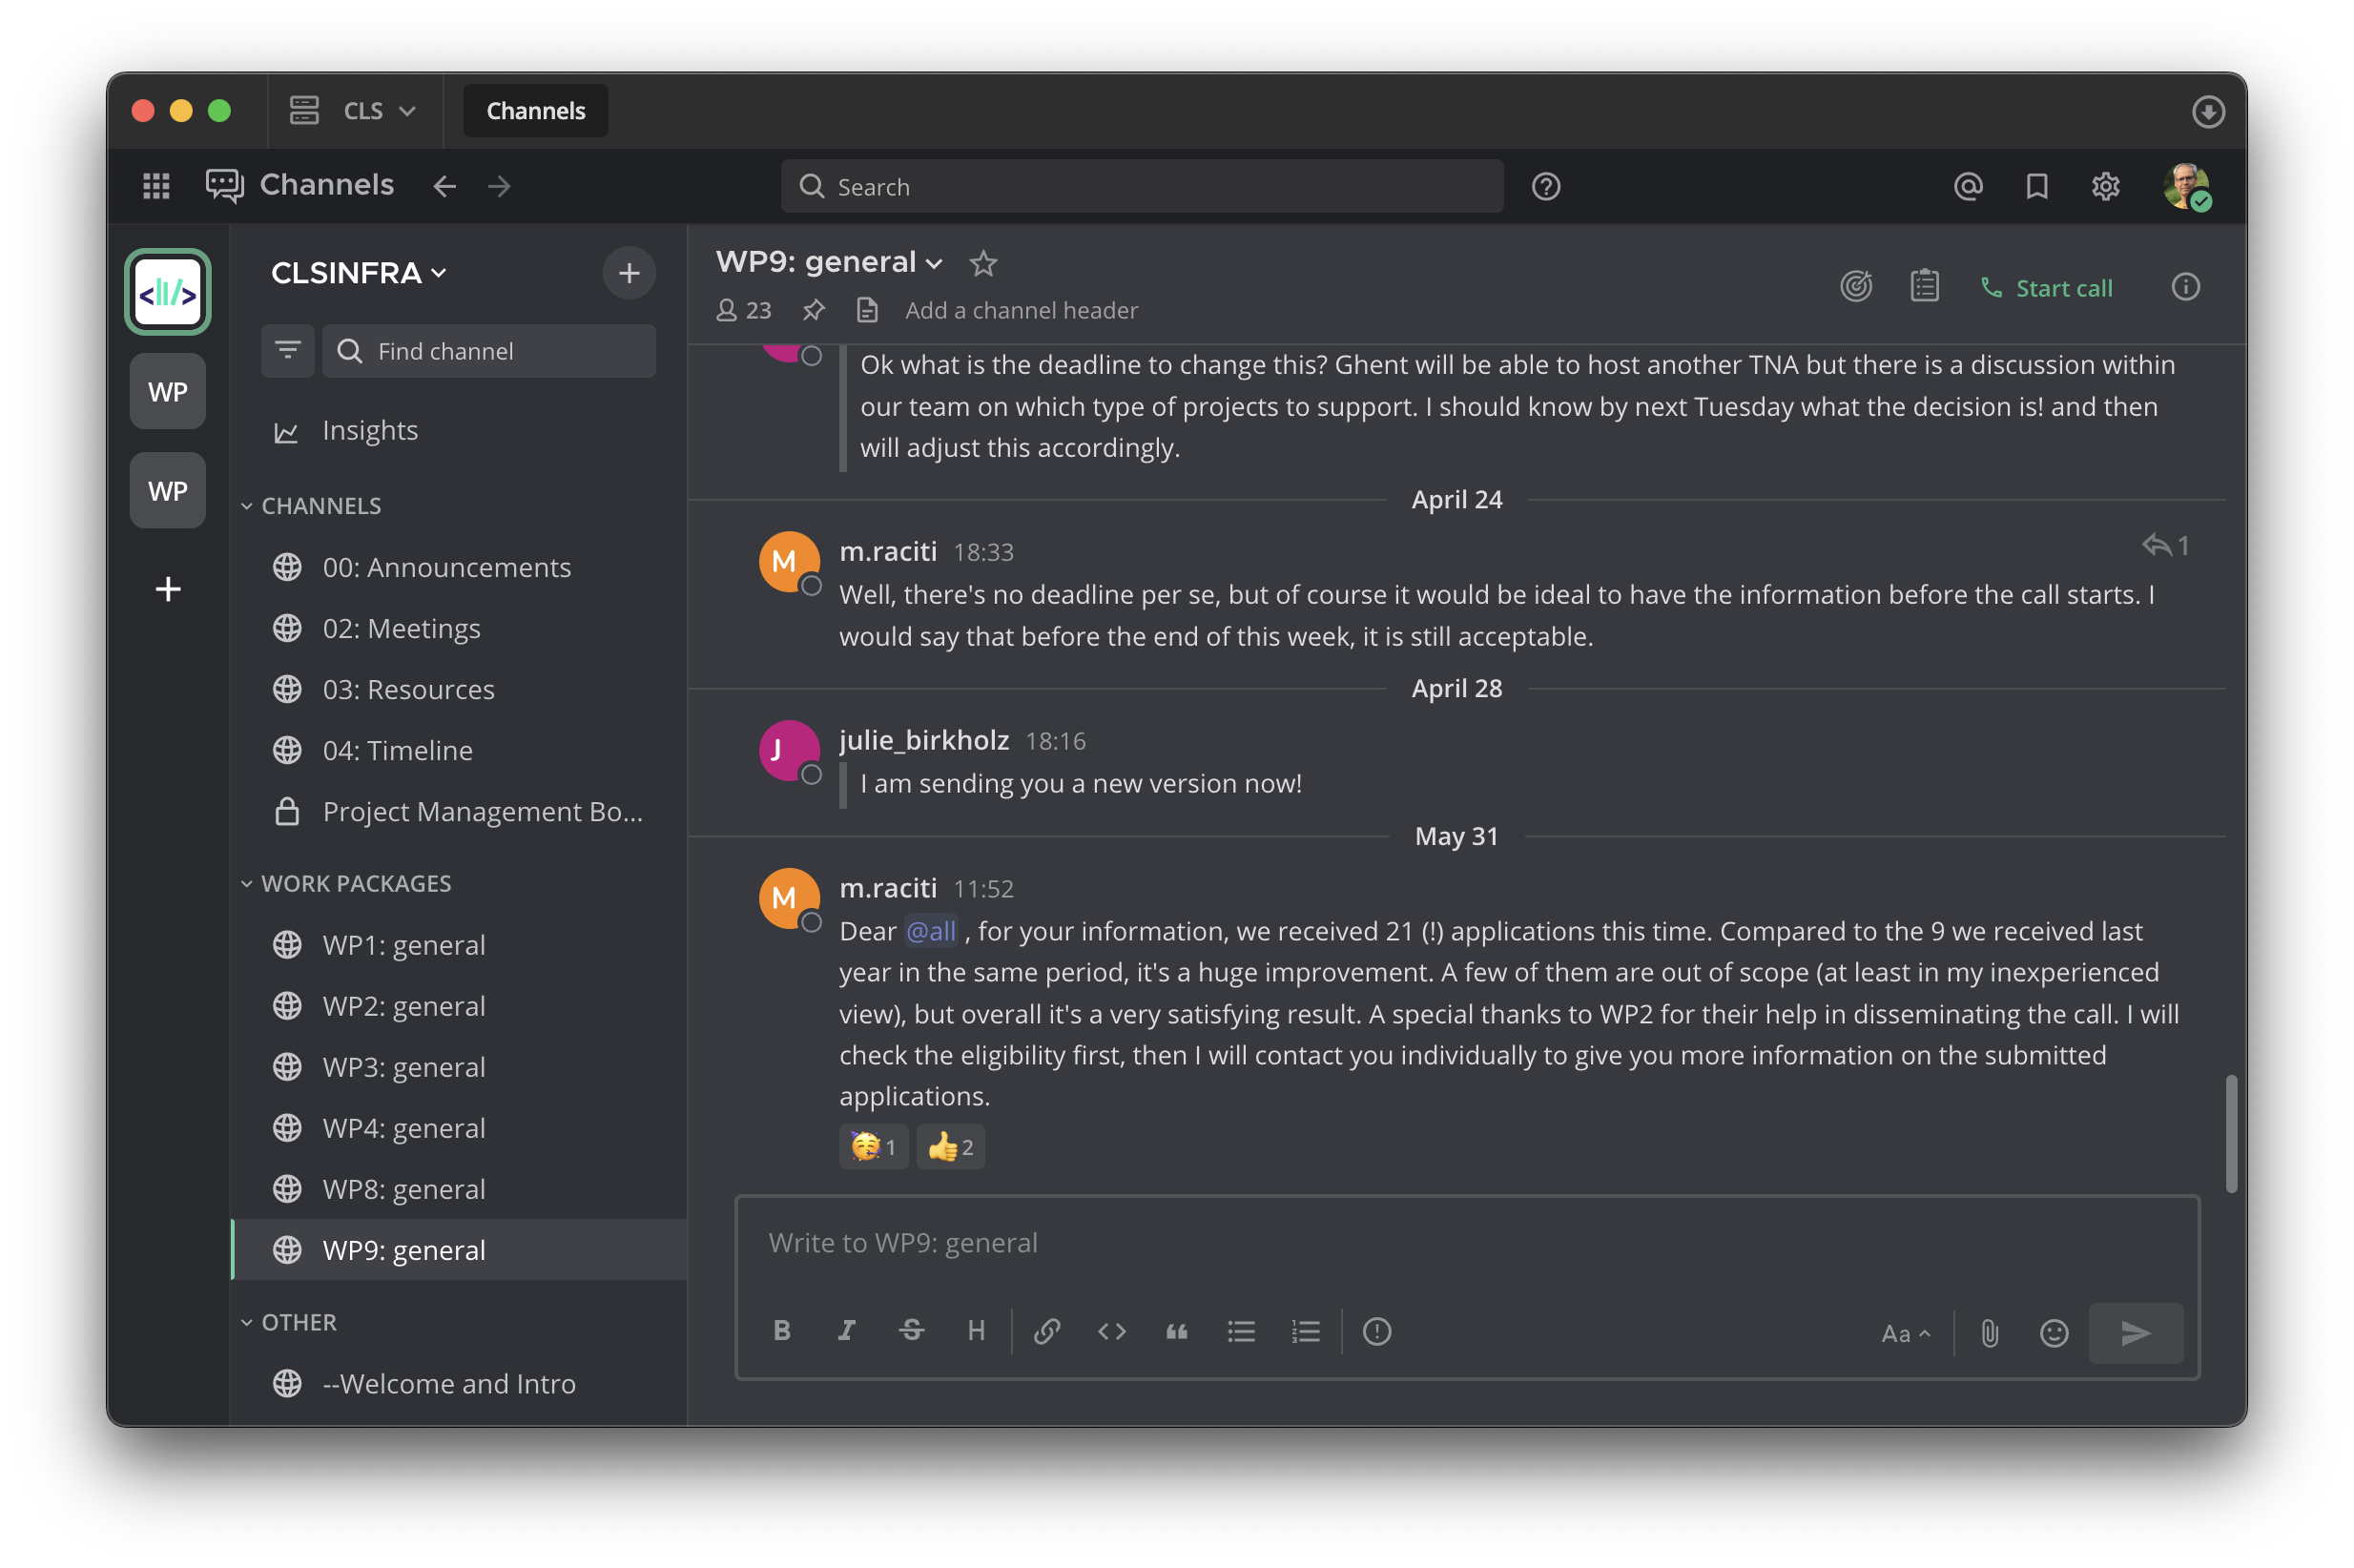 CLS
Channels
Channels
Search
CLSINFRA
Find channel
Insights
CHANNELS
00: Announcements
02: Meetings
03: Resources
04: Timeline
Project Management Bo...
WORK PACKAGES
WP1: general
WP2: general
WP3: general
WP4: general
WP8: general
WP9: general
OTHER
--Welcome and Intro
WP
WP
WP9: general
23
Add a channel header
Start call
Ok what is the deadline to change this? Ghent will be able to host another TNA but there is a discussion within
our team on which type of projects to support. I should know by next Tuesday what the decision is! and then
will adjust this accordingly.
April 24
M
m.raciti 18:33
1
Well, there's no deadline per se, but of course it would be ideal to have the information before the call starts. I
would say that before the end of this week, it is still acceptable.
April 28
J
julie_birkholz 18:16
I am sending you a new version now!
May 31
M
m.raciti 11:52
Dear @all , for your information, we received 21 (!) applications this time. Compared to the 9 we received last
year in the same period, it's a huge improvement. A few of them are out of scope (at least in my inexperienced
view), but overall it's a very satisfying result. A special thanks to WP2 for their help in disseminating the call. I will
check the eligibility first, then I will contact you individually to give you more information on the submitted
applications.
🥳 1 👍 2
Write to WP9: general
B I S H
Aa